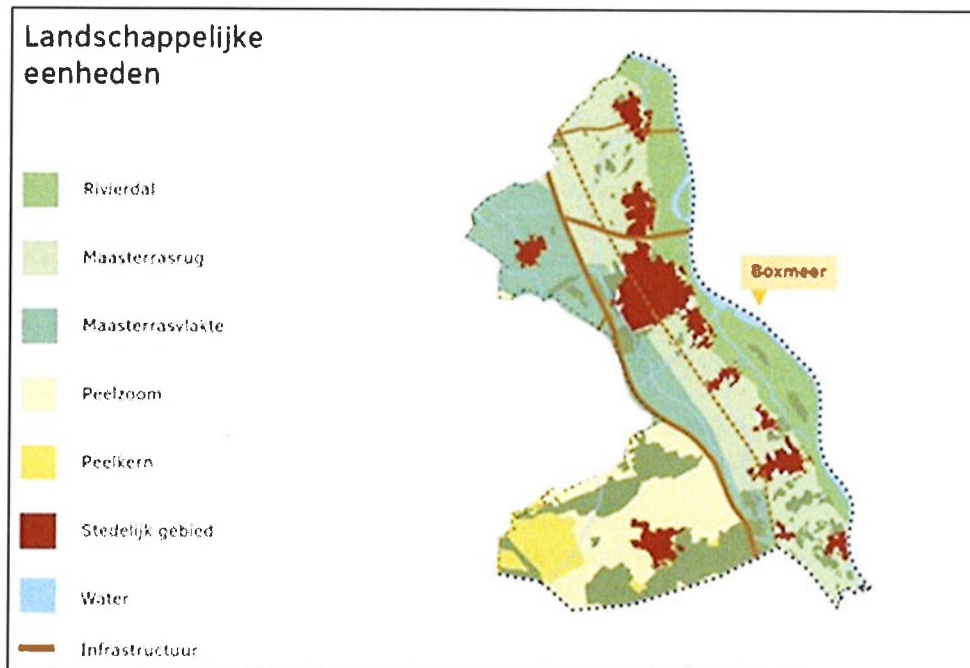 Landschappelijke
eenheden
Rivierdal
Maasterrasrug
Maasterrasvlakte
Peelzoom
Peelkern
Stedelijk gebied
Water
Infrastructuur
Boxmeer